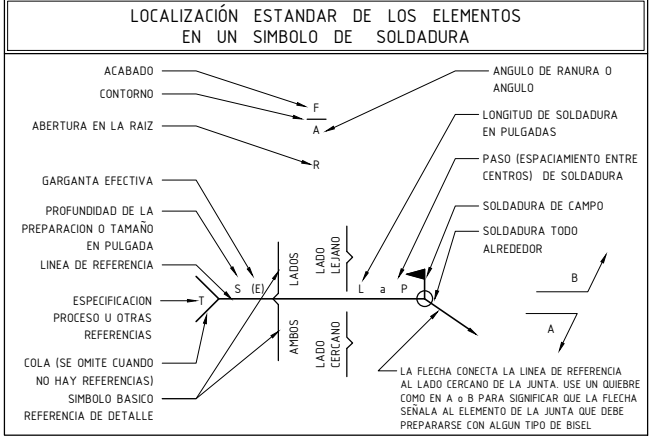 LOCALIZACIÓN ESTANDAR DE LOS ELEMENTOS
EN UN SIMBOLO DE SOLDADURA
ACABADO
CONTORNO
ABERTURA EN LA RAIZ
GARGANTA EFECTIVA
PROFUNDIDAD DE LA
PREPARACION O TAMAÑO
EN PULGADA
LINEA DE REFERENCIA
ESPECIFICACION
PROCESO U OTRAS
REFERENCIAS
COLA (SE OMITE CUANDO
NO HAY REFERENCIAS)
SIMBOLO BASICO
REFERENCIA DE DETALLE
F
A
R
T
S (E)
LADOS
AMBOS
LADO
LEJANO
LADO
CERCANO
L a P
ANGULO DE RANURA O
ANGULO
LONGITUD DE SOLDADURA
EN PULGADAS
PASO (ESPACIAMIENTO ENTRE
CENTROS) DE SOLDADURA
SOLDADURA DE CAMPO
SOLDADURA TODO
ALREDEDOR
B
A
LA FLECHA CONECTA LA LINEA DE REFERENCIA
AL LADO CERCANO DE LA JUNTA. USE UN QUIEBRE
COMO EN A o B PARA SIGNIFICAR QUE LA FLECHA
SEÑALA AL ELEMENTO DE LA JUNTA QUE DEBE
PREPARARSE CON ALGUN TIPO DE BISEL